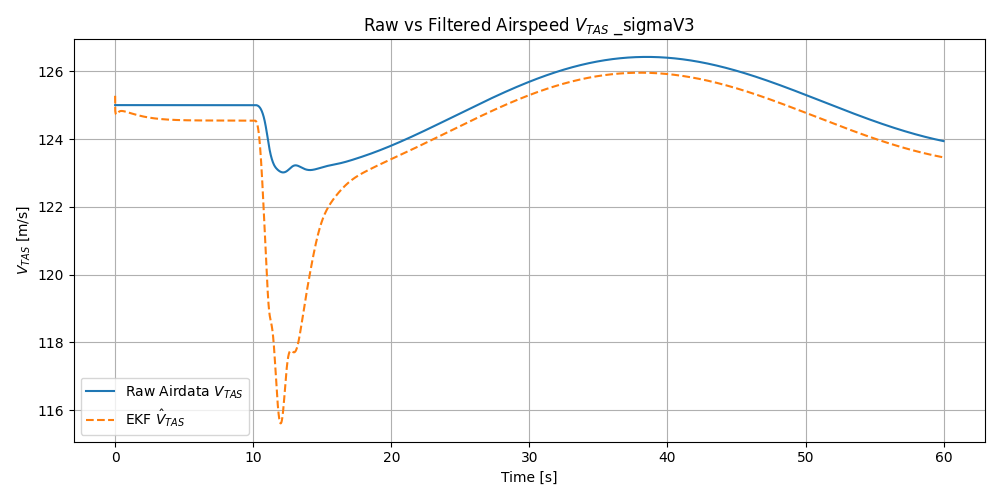 Raw vs Filtered Airspeed V_TAS _sigmaV3
126
124
122
120
118
116
V_TAS [m/s]
Raw Airdata V_TAS
EKF V̂_TAS
0 10 20 30 40 50 60
Time [s]